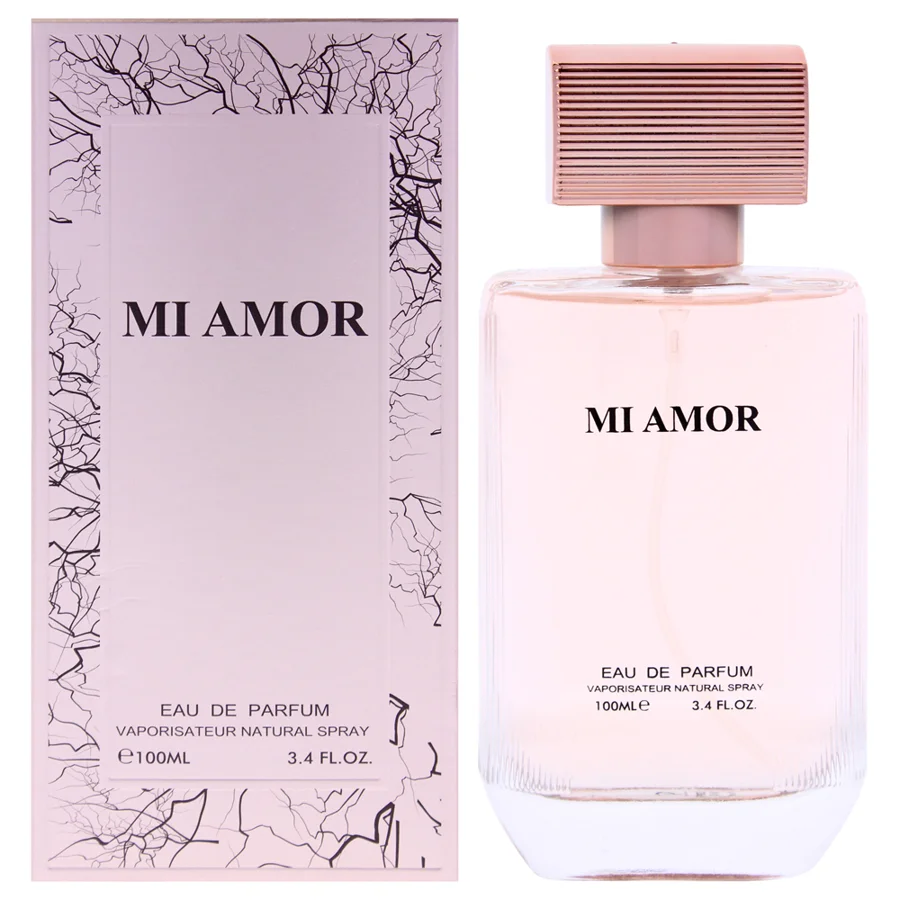 MI AMOR
EAU DE PARFUM
VAPORISATEUR NATURAL SPRAY
℮100ML 3.4 FL.OZ.
MI AMOR
EAU DE PARFUM
VAPORISATEUR NATURAL SPRAY
100ML℮ 3.4 FL.OZ.